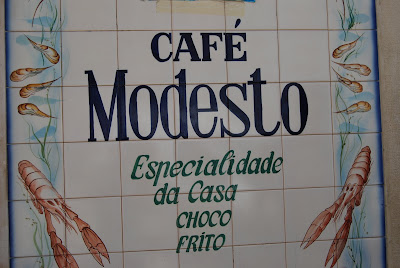 CAFÉ
Modesto
Especialidade
da Casa
CHOCO
FRITO